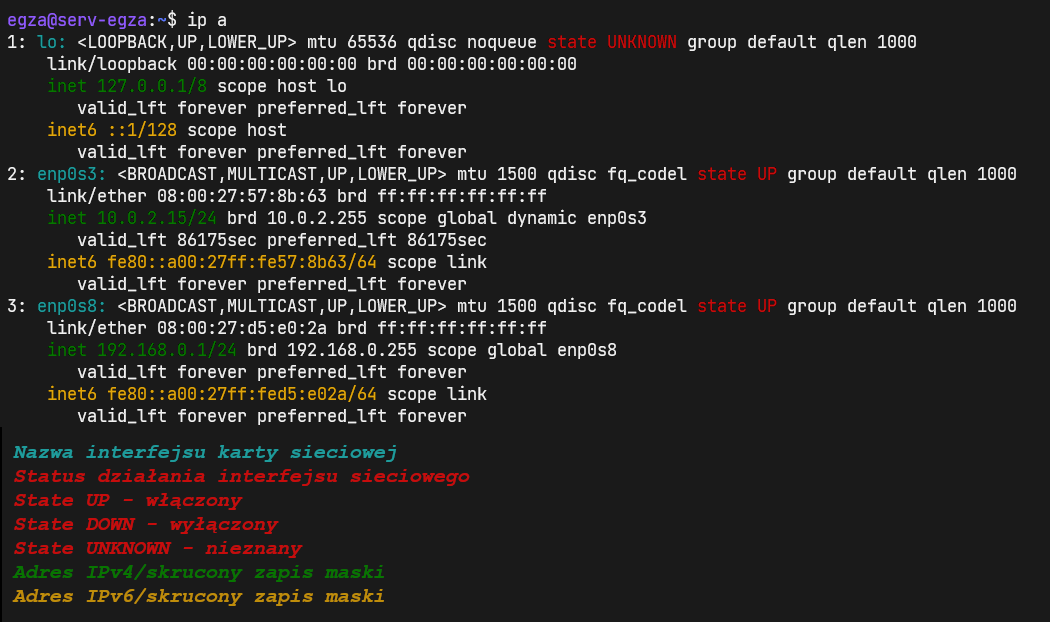 egza@serv-egza:~$ ip a
1: lo: <LOOPBACK,UP,LOWER_UP> mtu 65536 qdisc noqueue state UNKNOWN group default qlen 1000
link/loopback 00:00:00:00:00:00 brd 00:00:00:00:00:00
inet 127.0.0.1/8 scope host lo
valid_lft forever preferred_lft forever
inet6 ::1/128 scope host
valid_lft forever preferred_lft forever
2: enp0s3: <BROADCAST,MULTICAST,UP,LOWER_UP> mtu 1500 qdisc fq_codel state UP group default qlen 1000
link/ether 08:00:27:57:8b:63 brd ff:ff:ff:ff:ff:ff
inet 10.0.2.15/24 brd 10.0.2.255 scope global dynamic enp0s3
valid_lft 86175sec preferred_lft 86175sec
inet6 fe80::a00:27ff:fe57:8b63/64 scope link
valid_lft forever preferred_lft forever
3: enp0s8: <BROADCAST,MULTICAST,UP,LOWER_UP> mtu 1500 qdisc fq_codel state UP group default qlen 1000
link/ether 08:00:27:d5:e0:2a brd ff:ff:ff:ff:ff:ff
inet 192.168.0.1/24 brd 192.168.0.255 scope global enp0s8
valid_lft forever preferred_lft forever
inet6 fe80::a00:27ff:fed5:e02a/64 scope link
valid_lft forever preferred_lft forever
Nazwa interfejsu karty sieciowej
Status działania interfejsu sieciowego
State UP - włączony
State DOWN - wyłączony
State UNKNOWN - nieznany
Adres IPv4/skrucony zapis maski
Adres IPv6/skrucony zapis maski